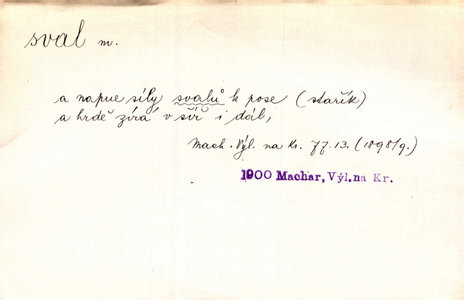 sval m.
a napne síly svalů k pose (stařík)
a hrdě zírá v šíř i dál,
Mach. Výl. na Kr. 77.13. (1898/9.)
1900 Machar, Výl. na Kr.